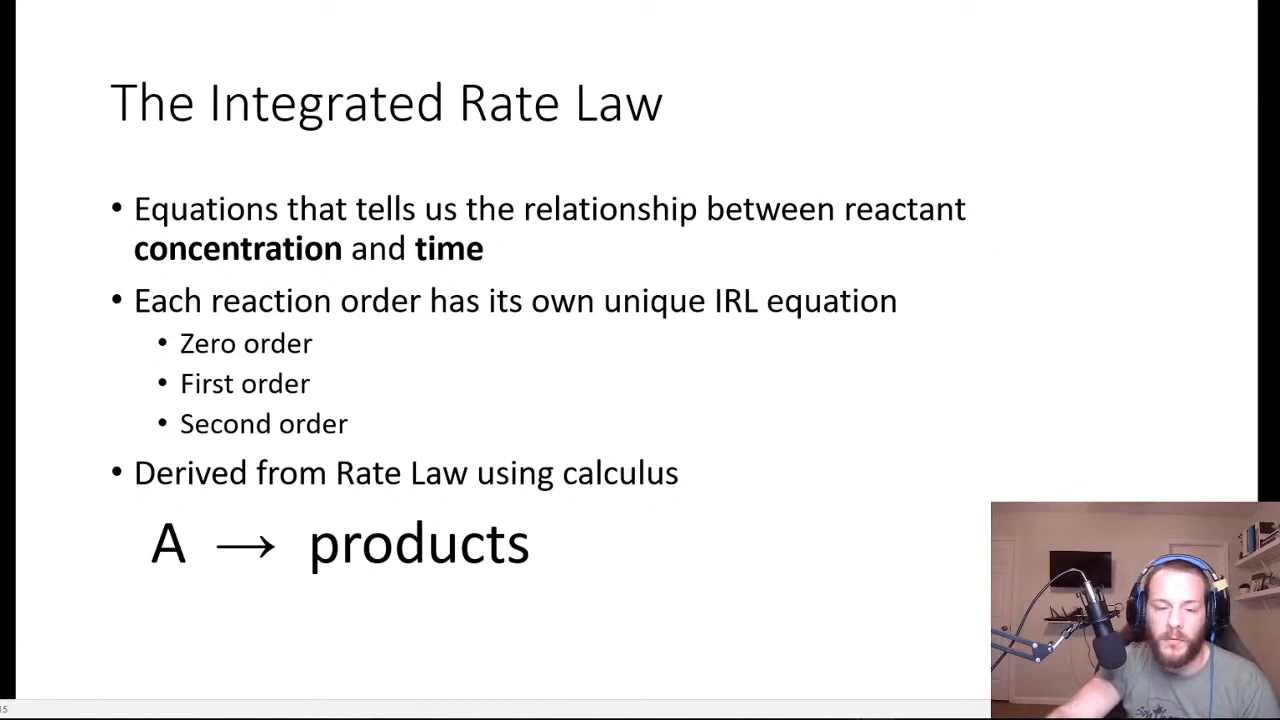 The Integrated Rate Law
• Equations that tells us the relationship between reactant
concentration and time
• Each reaction order has its own unique IRL equation
• Zero order
• First order
• Second order
• Derived from Rate Law using calculus
A → products
15